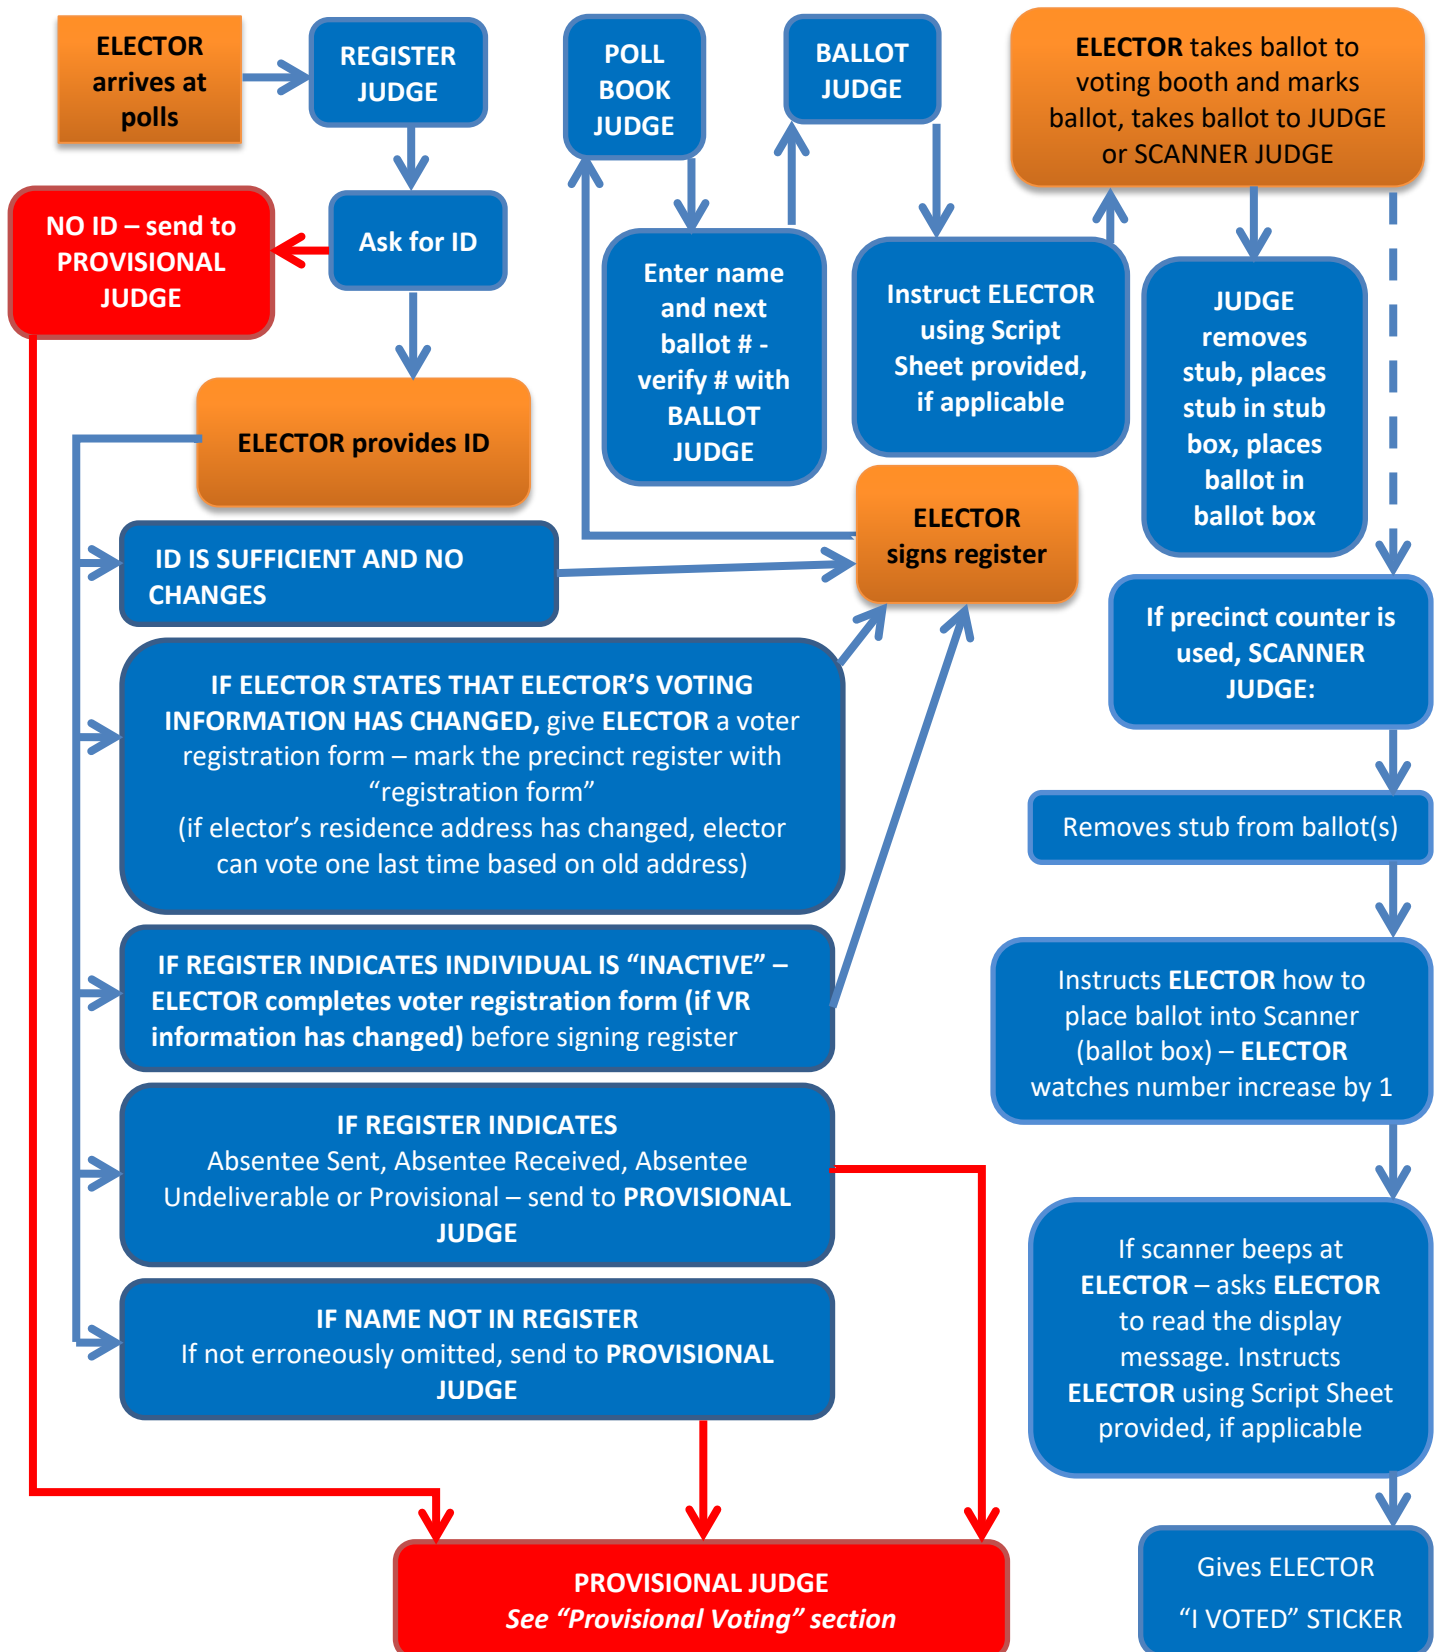 ELECTOR
arrives at
polls
REGISTER
JUDGE
Ask for ID
NO ID – send to
PROVISIONAL
JUDGE
ELECTOR provides ID
ID IS SUFFICIENT AND NO
CHANGES
IF ELECTOR STATES THAT ELECTOR’S VOTING
INFORMATION HAS CHANGED, give ELECTOR a voter
registration form – mark the precinct register with
“registration form”
(if elector’s residence address has changed, elector
can vote one last time based on old address)
IF REGISTER INDICATES INDIVIDUAL IS “INACTIVE” –
ELECTOR completes voter registration form (if VR
information has changed) before signing register
IF REGISTER INDICATES
Absentee Sent, Absentee Received, Absentee
Undeliverable or Provisional – send to PROVISIONAL
JUDGE
IF NAME NOT IN REGISTER
If not erroneously omitted, send to PROVISIONAL
JUDGE
PROVISIONAL JUDGE
See “Provisional Voting” section
ELECTOR
signs register
POLL
BOOK
JUDGE
Enter name
and next
ballot # -
verify # with
BALLOT
JUDGE
BALLOT
JUDGE
Instruct ELECTOR
using Script
Sheet provided,
if applicable
ELECTOR takes ballot to
voting booth and marks
ballot, takes ballot to JUDGE
or SCANNER JUDGE
JUDGE
removes
stub, places
stub in stub
box, places
ballot in
ballot box
If precinct counter is
used, SCANNER
JUDGE:
Removes stub from ballot(s)
Instructs ELECTOR how to
place ballot into Scanner
(ballot box) – ELECTOR
watches number increase by 1
If scanner beeps at
ELECTOR – asks ELECTOR
to read the display
message. Instructs
ELECTOR using Script Sheet
provided, if applicable
Gives ELECTOR
“I VOTED” STICKER